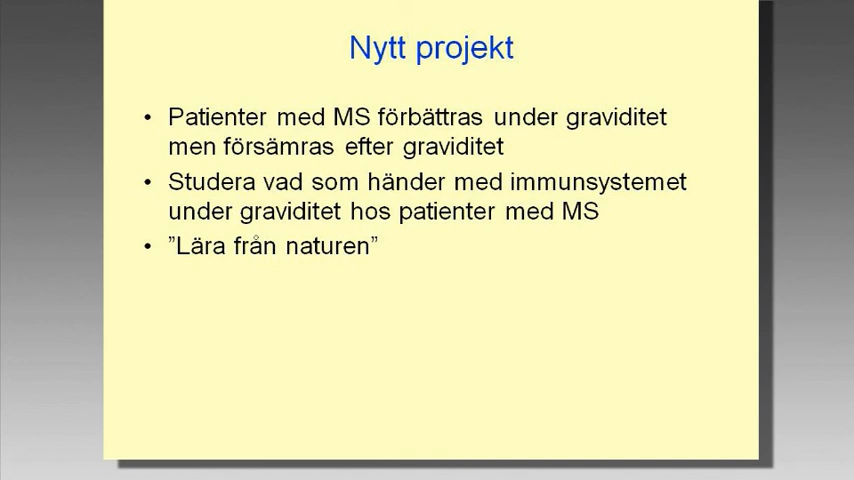 Nytt projekt
• Patienter med MS förbättras under graviditet
men försämras efter graviditet
• Studera vad som händer med immunsystemet
under graviditet hos patienter med MS
• ”Lära från naturen”